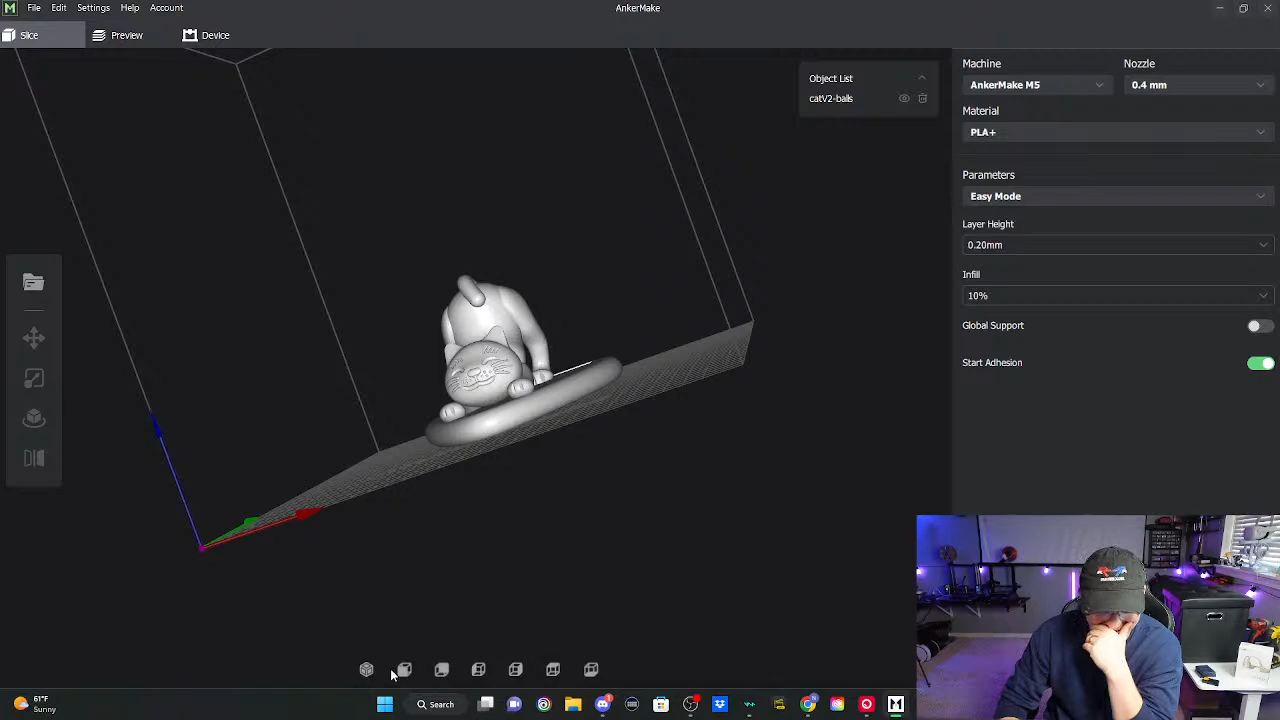 File Edit Settings Help Account
AnkerMake
Slice Preview Device
Object List
catV2-balls
Machine Nozzle
AnkerMake M5 0.4 mm
Material
PLA+
Parameters
Easy Mode
Layer Height
0.20mm
Infill
10%
Global Support
Start Adhesion
61°F
Sunny
Search